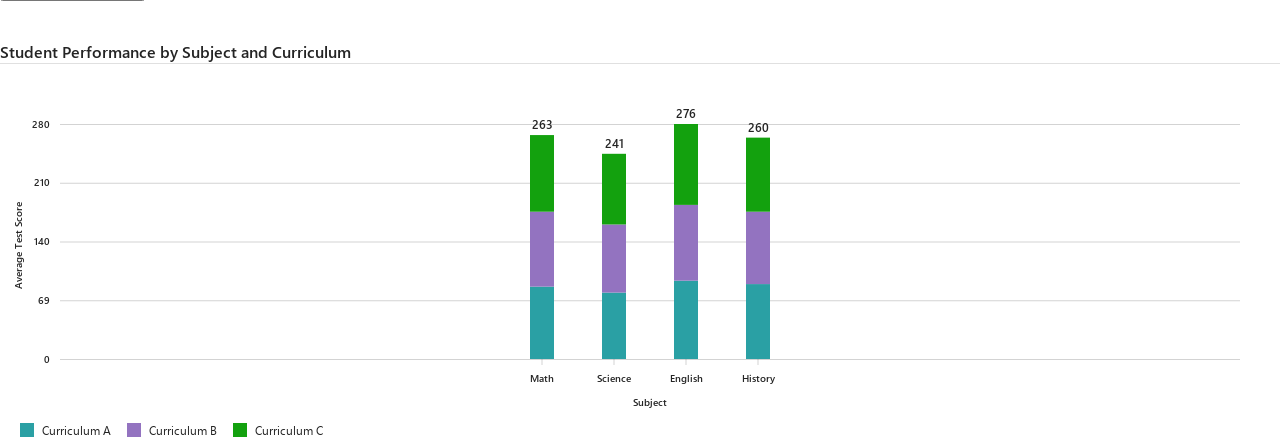 Student Performance by Subject and Curriculum
280
210
140
69
0
Average Test Score
263
241
276
260
Math
Science
English
History
Subject
Curriculum A
Curriculum B
Curriculum C